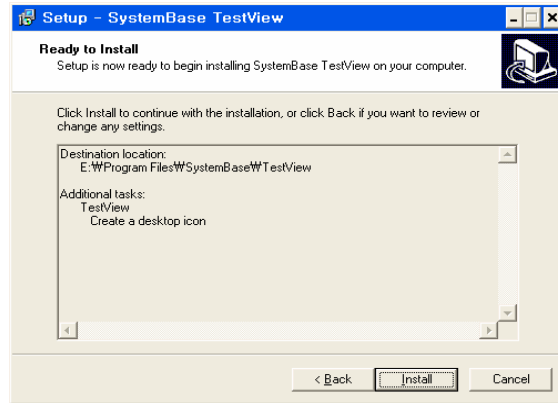 Setup - SystemBase TestView
Ready to Install
Setup is now ready to begin installing SystemBase TestView on your computer.
Click Install to continue with the installation, or click Back if you want to review or
change any settings.
Destination location:
E:₩Program Files₩SystemBase₩TestView
Additional tasks:
TestView
Create a desktop icon
< Back
Install
Cancel